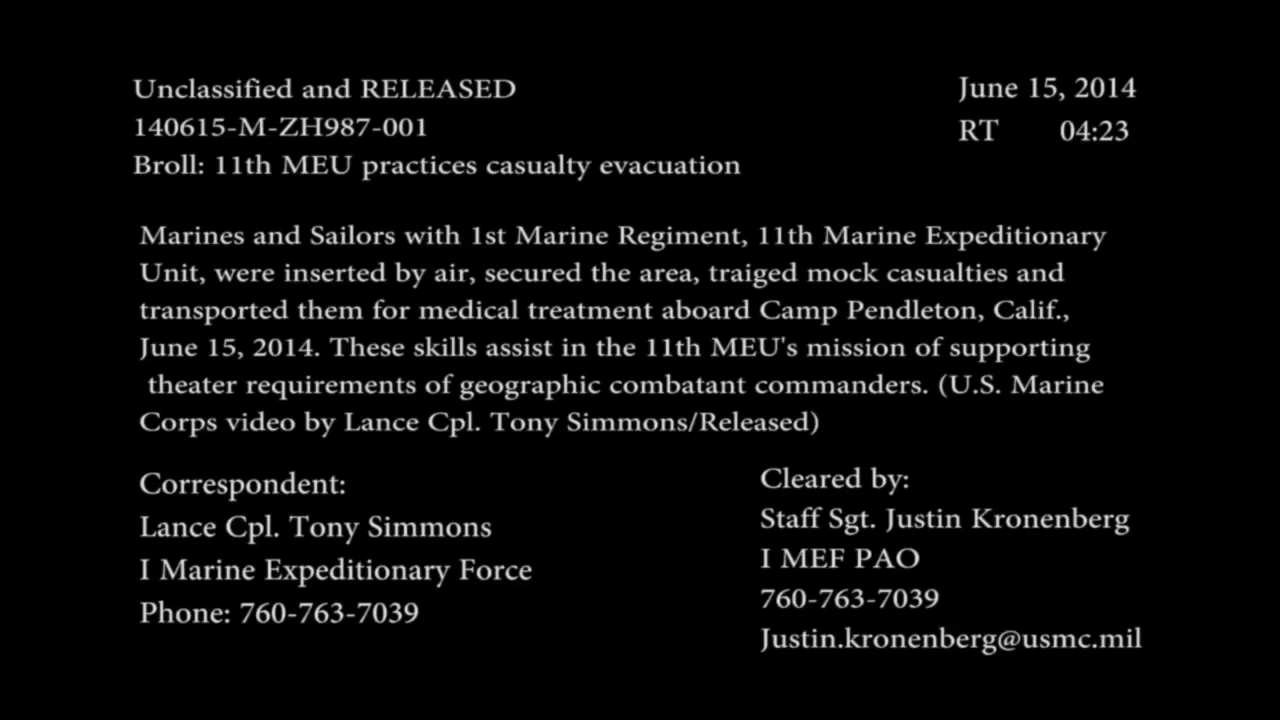 Unclassified and RELEASED
140615-M-ZH987-001
Broll: 11th MEU practices casualty evacuation
June 15, 2014
RT 04:23
Marines and Sailors with 1st Marine Regiment, 11th Marine Expeditionary
Unit, were inserted by air, secured the area, traiged mock casualties and
transported them for medical treatment aboard Camp Pendleton, Calif.,
June 15, 2014. These skills assist in the 11th MEU's mission of supporting
theater requirements of geographic combatant commanders. (U.S. Marine
Corps video by Lance Cpl. Tony Simmons/Released)
Correspondent:
Lance Cpl. Tony Simmons
I Marine Expeditionary Force
Phone: 760-763-7039
Cleared by:
Staff Sgt. Justin Kronenberg
I MEF PAO
760-763-7039
Justin.kronenberg@usmc.mil